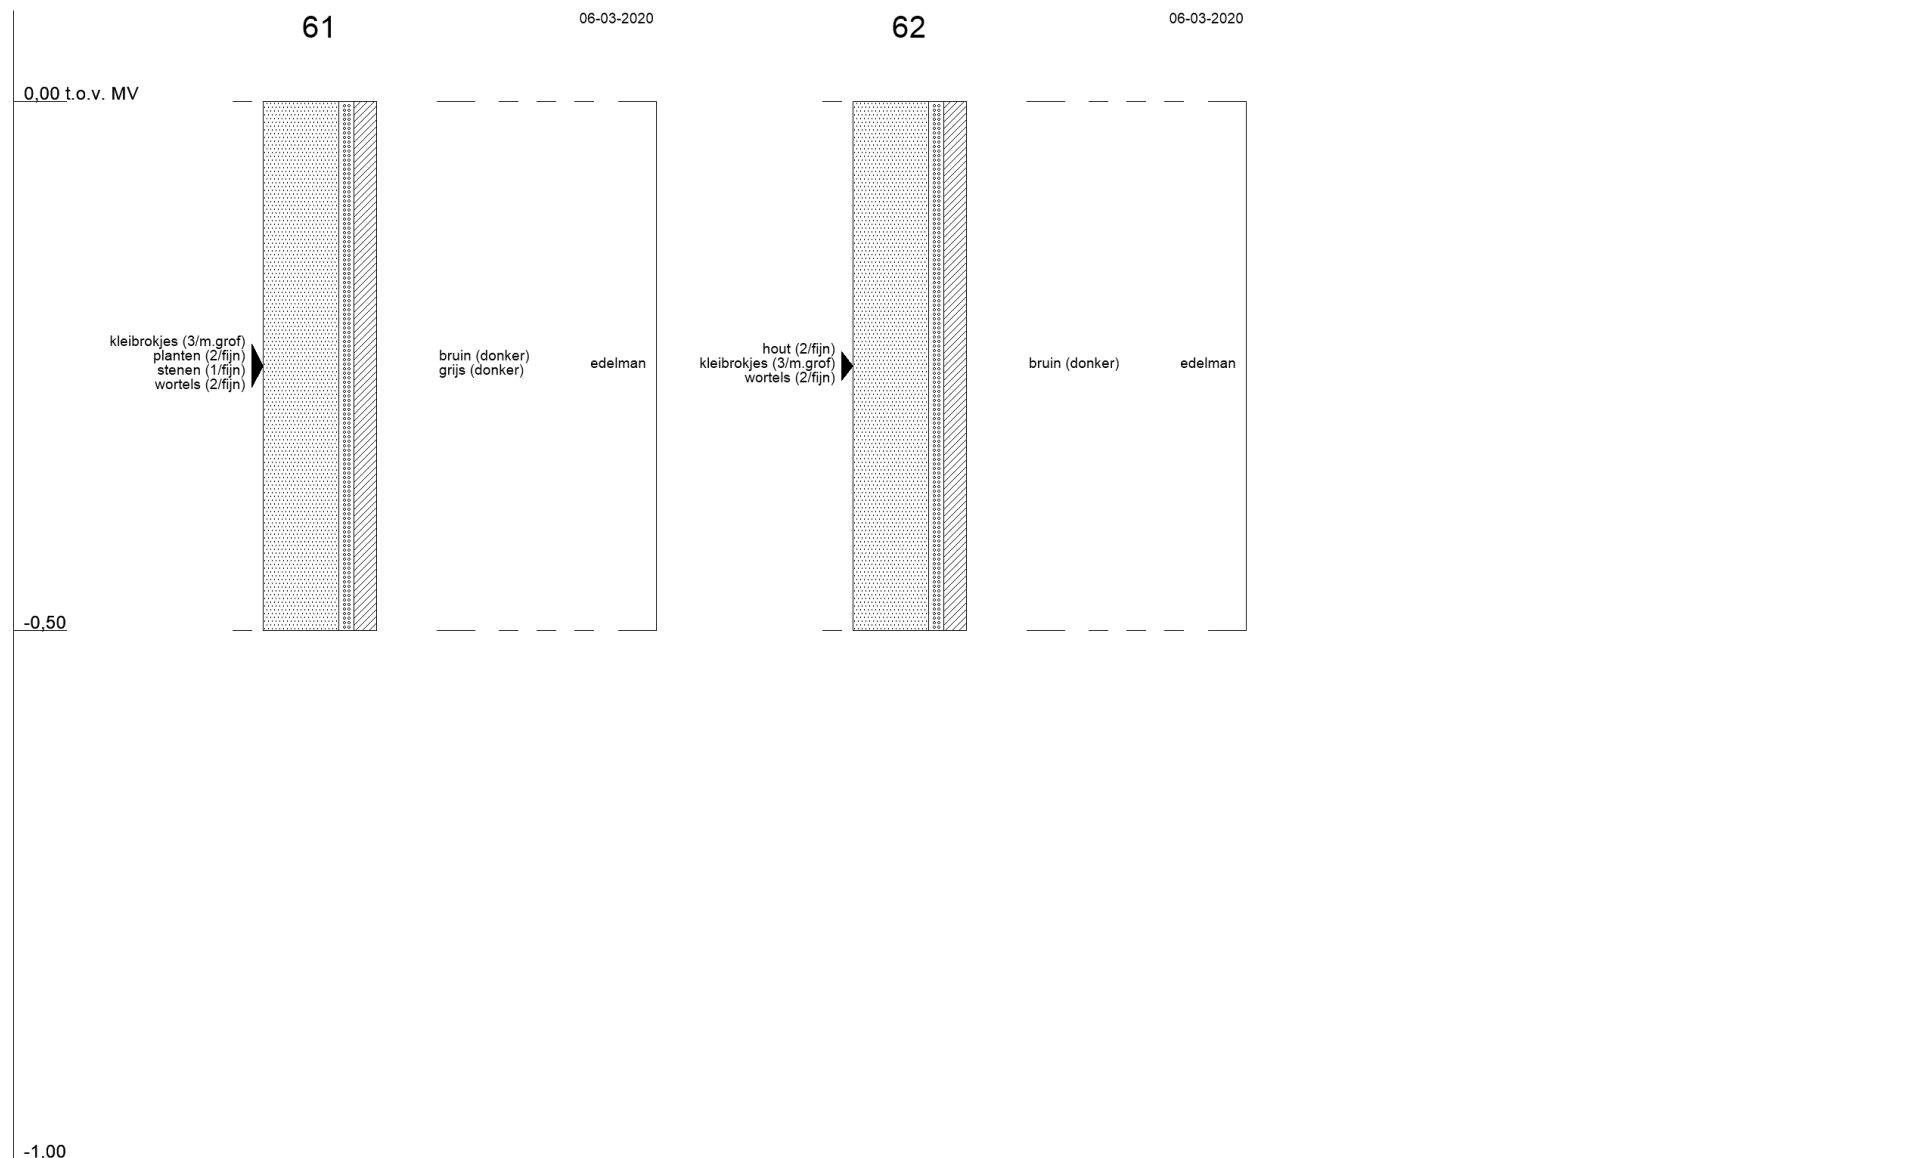 61
06-03-2020
62
06-03-2020
0,00 t.o.v. MV
kleibrokjes (3/m.grof)
planten (2/fijn)
stenen (1/fijn)
wortels (2/fijn)
bruin (donker)
grijs (donker)
edelman
hout (2/fijn)
kleibrokjes (3/m.grof)
wortels (2/fijn)
bruin (donker)
edelman
-0,50
-1,00